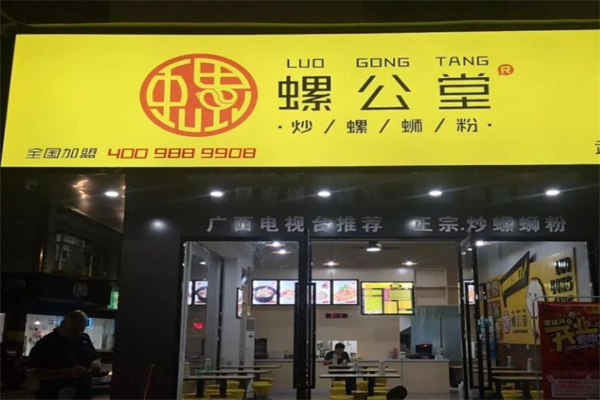 LUO GONG TANG
螺公堂®
·炒/螺/蛳/粉·
全国加盟 400 988 9908
广西电视台推荐 正宗.炒螺蛳粉